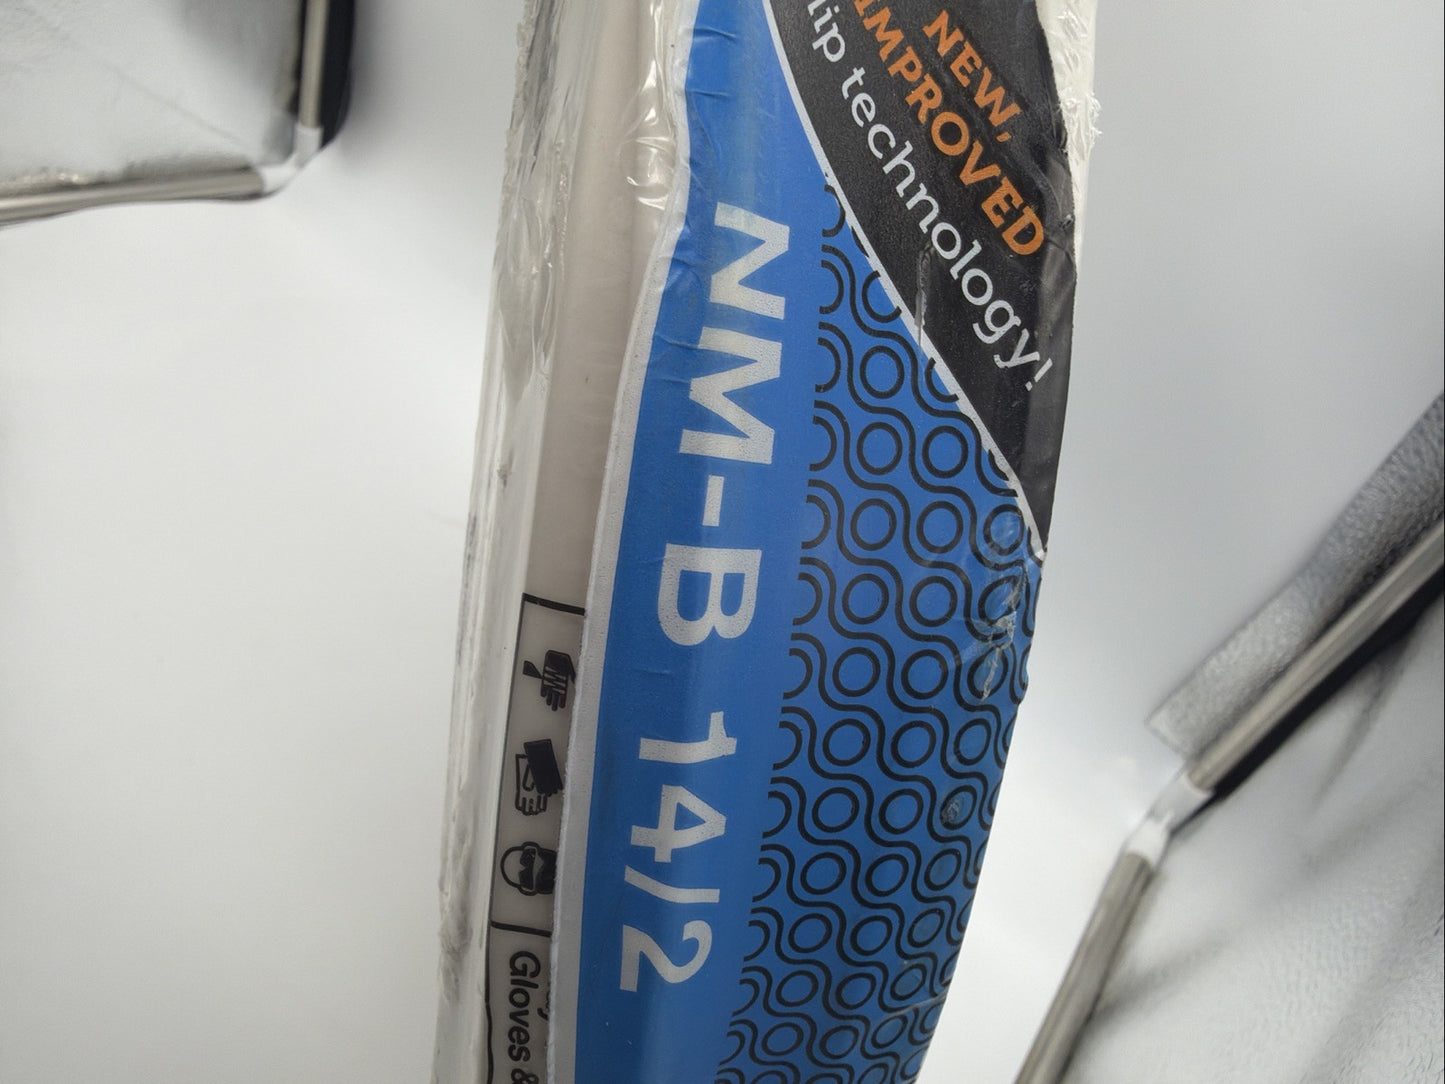 NEW,
IMPROVED
technology!
NM-B 14/2
Gloves &